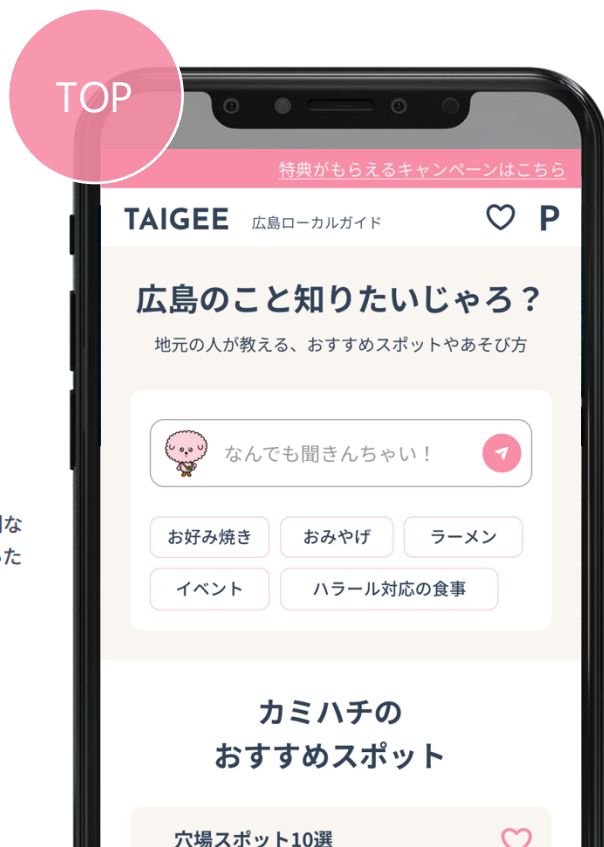 TOP
特典がもらえるキャンペーンはこちら
TAIGEE 広島ローカルガイド P
広島のこと知りたいじゃろ？
地元の人が教える、おすすめスポットやあそび方
なんでも聞きんちゃい！
お好み焼き おみやげ ラーメン
イベント ハラール対応の食事
な
た
カミハチの
おすすめスポット
穴場スポット10選